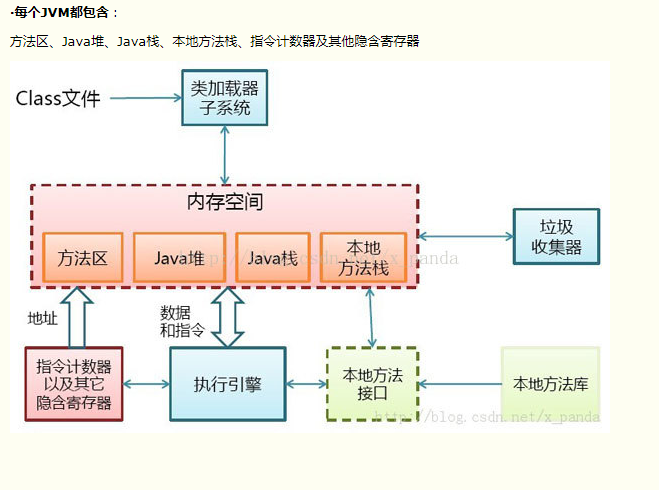 ·每个JVM都包含：
方法区、Java堆、Java栈、本地方法栈、指令计数器及其他隐含寄存器
Class文件
类加载器
子系统
内存空间
方法区
Java堆
Java栈
本地
方法栈
垃圾
收集器
地址
数据
和指令
指令计数器
以及其它
隐含寄存器
执行引擎
本地方法
接口
本地方法库
http://blog.csdn.net/x_panda
http://blog.csdn.net/x_panda